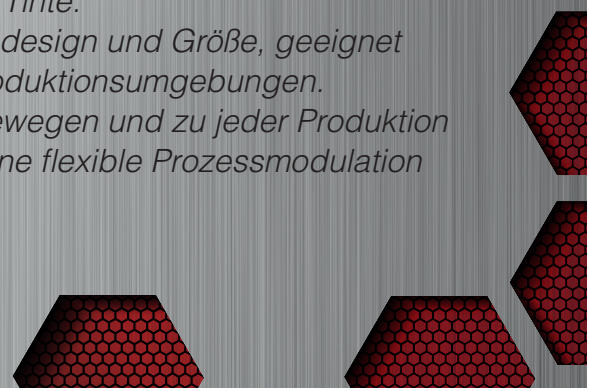 Tinte.
design und Größe, geeignet
oduktionsumgebungen.
ewegen und zu jeder Produktion
ne flexible Prozessmodulation